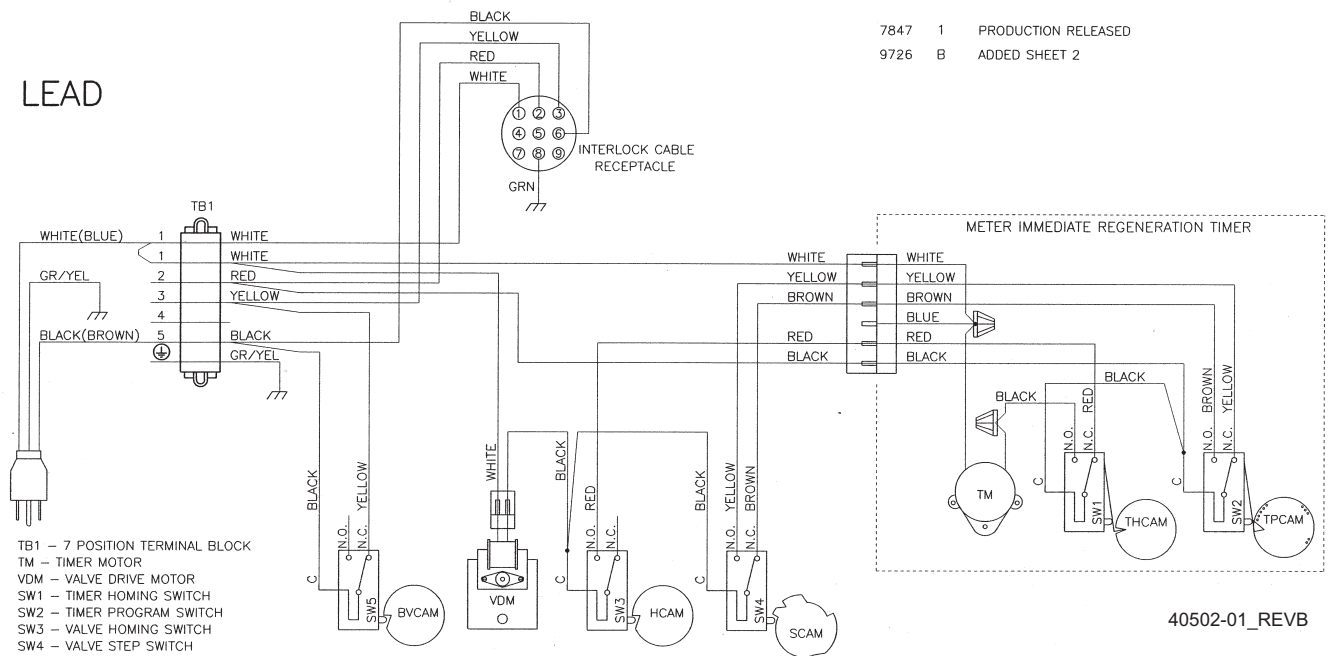 BLACK
YELLOW
RED
WHITE
7847 1 PRODUCTION RELEASED
9726 B ADDED SHEET 2
LEAD
1 2 3
4 5 6
7 8 9
INTERLOCK CABLE
RECEPTACLE
GRN
TB1
WHITE(BLUE) 1 WHITE
1 WHITE
GR/YEL 2 RED
3 YELLOW
4
BLACK(BROWN) 5 BLACK
GR/YEL
METER IMMEDIATE REGENERATION TIMER
WHITE WHITE
YELLOW YELLOW
BROWN BROWN
BLUE
RED RED
BLACK BLACK
BLACK
BLACK
RED
BROWN
YELLOW
N.O.
N.C.
C
SW1
THCAM
N.O.
N.C.
C
SW2
TPCAM
TM
BLACK
YELLOW
N.O.
N.C.
C
SW5
BVCAM
WHITE
BLACK
VDM
RED
N.O.
N.C.
C
SW3
HCAM
BLACK
YELLOW
BROWN
N.O.
N.C.
C
SW4
SCAM
TB1 – 7 POSITION TERMINAL BLOCK
TM – TIMER MOTOR
VDM – VALVE DRIVE MOTOR
SW1 – TIMER HOMING SWITCH
SW2 – TIMER PROGRAM SWITCH
SW3 – VALVE HOMING SWITCH
SW4 – VALVE STEP SWITCH
40502-01_REVB